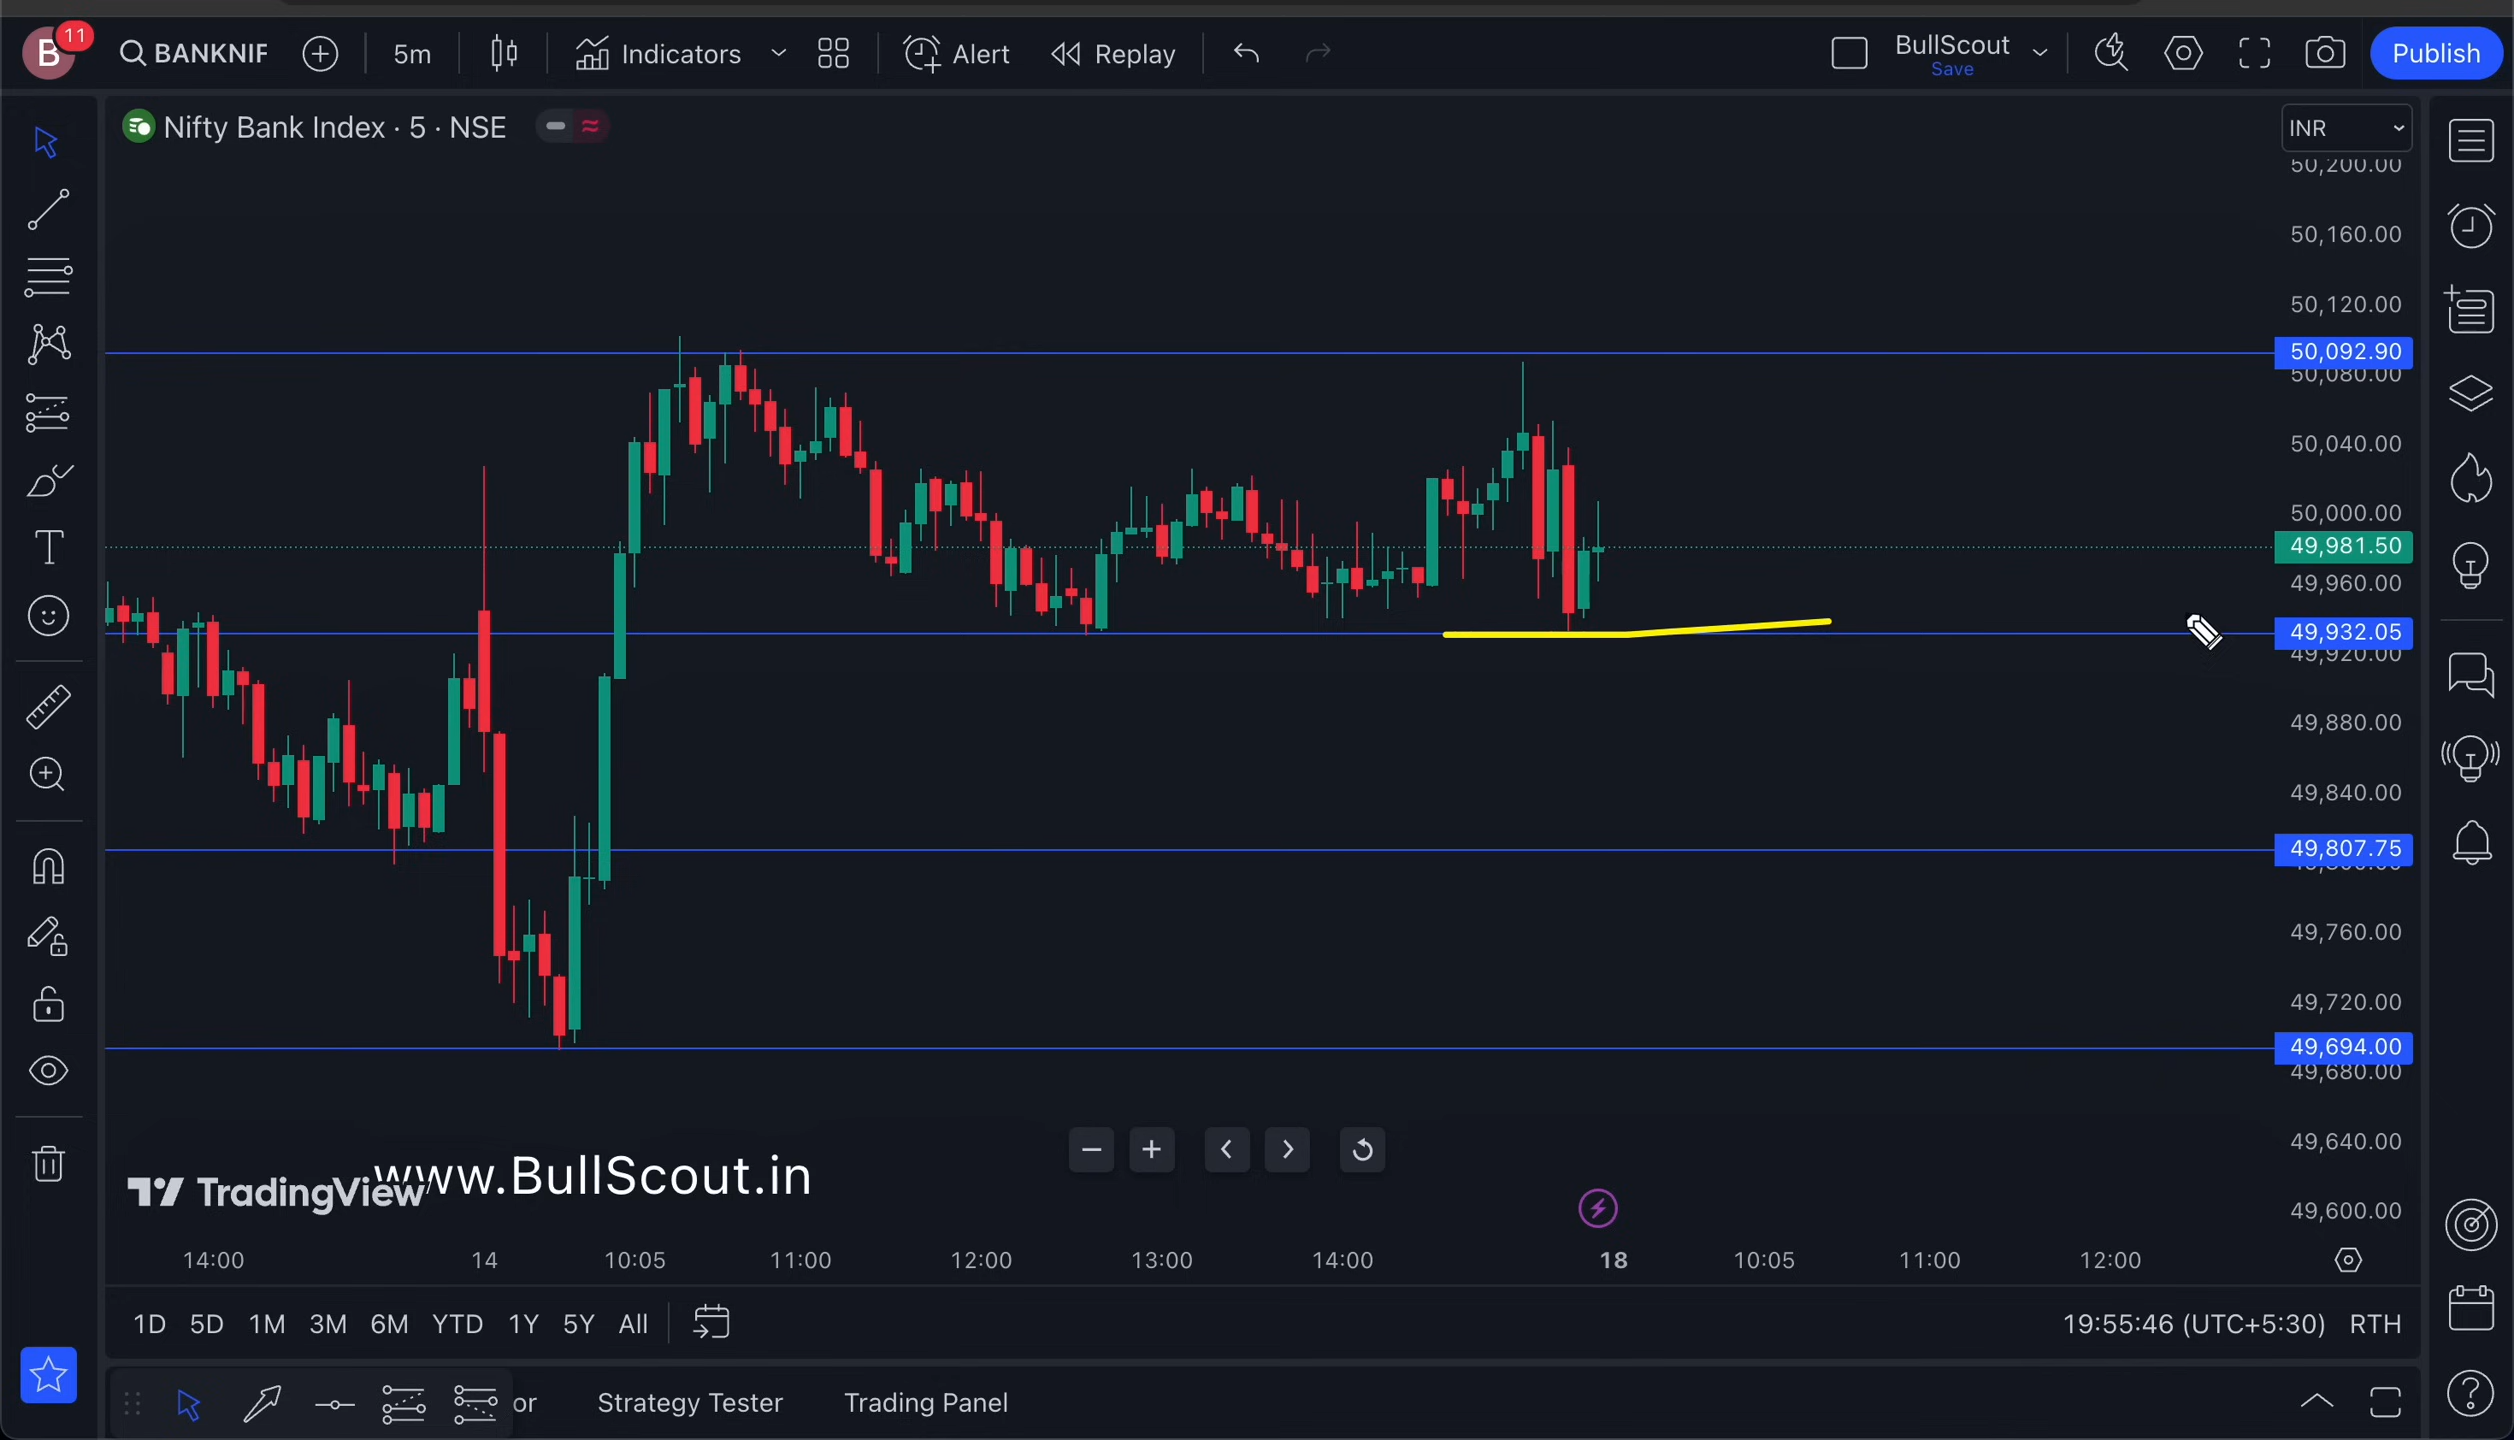 B 11 BANKNIF 5m Indicators Alert Replay BullScout Save Publish
Nifty Bank Index · 5 · NSE
INR
50,200.00
50,160.00
50,120.00
50,092.90
50,080.00
50,040.00
50,000.00
49,981.50
49,960.00
49,932.05
49,920.00
49,880.00
49,840.00
49,807.75
49,800.00
49,760.00
49,720.00
49,694.00
49,680.00
49,640.00
49,600.00
www.BullScout.in
TradingView
14:00 14 10:05 11:00 12:00 13:00 14:00 18 10:05 11:00 12:00
1D 5D 1M 3M 6M YTD 1Y 5Y All 19:55:46 (UTC+5:30) RTH
or Strategy Tester Trading Panel